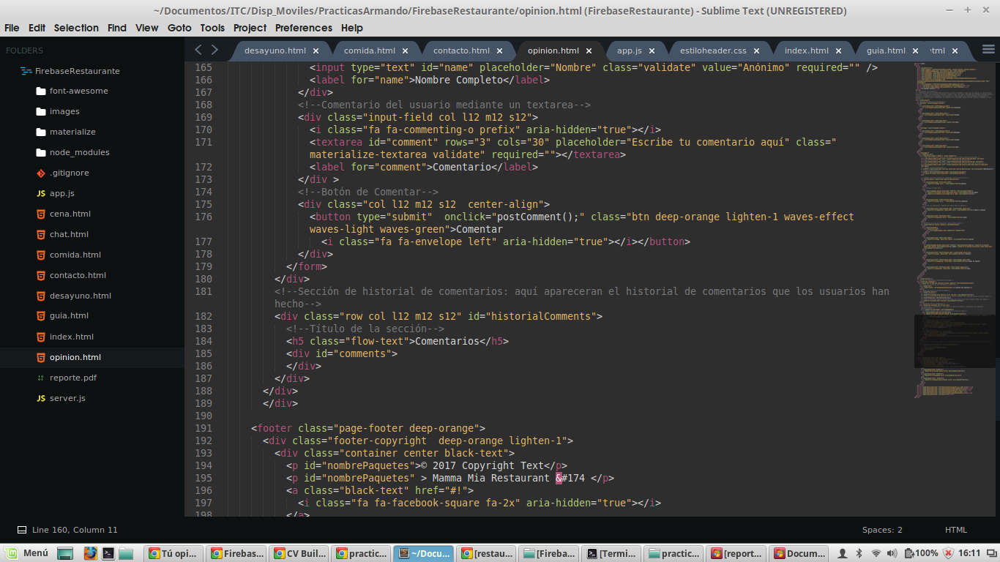 ~/Documentos/ITC/Disp_Moviles/PracticasArmando/FirebaseRestaurante/opinion.html (FirebaseRestaurante) - Sublime Text (UNREGISTERED)
File Edit Selection Find View Goto Tools Project Preferences Help
FOLDERS
FirebaseRestaurante
font-awesome
images
materialize
node_modules
.gitignore
JS app.js
cena.html
chat.html
comida.html
contacto.html
desayuno.html
guia.html
index.html
opinion.html
reporte.pdf
JS server.js
desayuno.html × comida.html × contacto.html × opinion.html × app.js × estiloheader.css × index.html × guia.html × :tml ×
165 <input type="text" id="name" placeholder="Nombre" class="validate" value="Anónimo" required="" />
166 <label for="name">Nombre Completo</label>
167 </div>
168 <!--Comentario del usuario mediante un textarea-->
169 <div class="input-field col l12 m12 s12">
170 <i class="fa fa-commenting-o prefix" aria-hidden="true"></i>
171 <textarea id="comment" rows="3" cols="30" placeholder="Escribe tu comentario aquí" class="
materialize-textarea validate" required=""></textarea>
172 <label for="comment">Comentario</label>
173 </div >
174 <!--Botón de Comentar-->
175 <div class="col l12 m12 s12  center-align">
176 <button type="submit"  onclick="postComment();" class="btn deep-orange lighten-1 waves-effect
waves-light waves-green">Comentar
177 <i class="fa fa-envelope left" aria-hidden="true"></i></button>
178 </div>
179 </form>
180 </div>
181 <!--Sección de historial de comentarios: aquí apareceran el historial de comentarios que los usuarios han
hecho-->
182 <div class="row col l12 m12 s12" id="historialComments">
183 <!--Título de la sección-->
184 <h5 class="flow-text">Comentarios</h5>
185 <div id="comments">
186 </div>
187 </div>
188 </div>
189 </div>
190
191 <footer class="page-footer deep-orange">
192 <div class="footer-copyright  deep-orange lighten-1">
193 <div class="container center black-text">
194 <p id="nombrePaquetes">© 2017 Copyright Text</p>
195 <p id="nombrePaquetes" > Mamma Mia Restaurant &#174 </p>
196 <a class="black-text" href="#!">
197 <i class="fa fa-facebook-square fa-2x" aria-hidden="true"></i>
198 </a>
Line 160, Column 11
Spaces: 2 HTML
Menú Tú opi... Firebas... CV Buil... practic... ~/Docu... [restau... [Fireba... [Termi... practic... [report... Docum... 100% 16:11